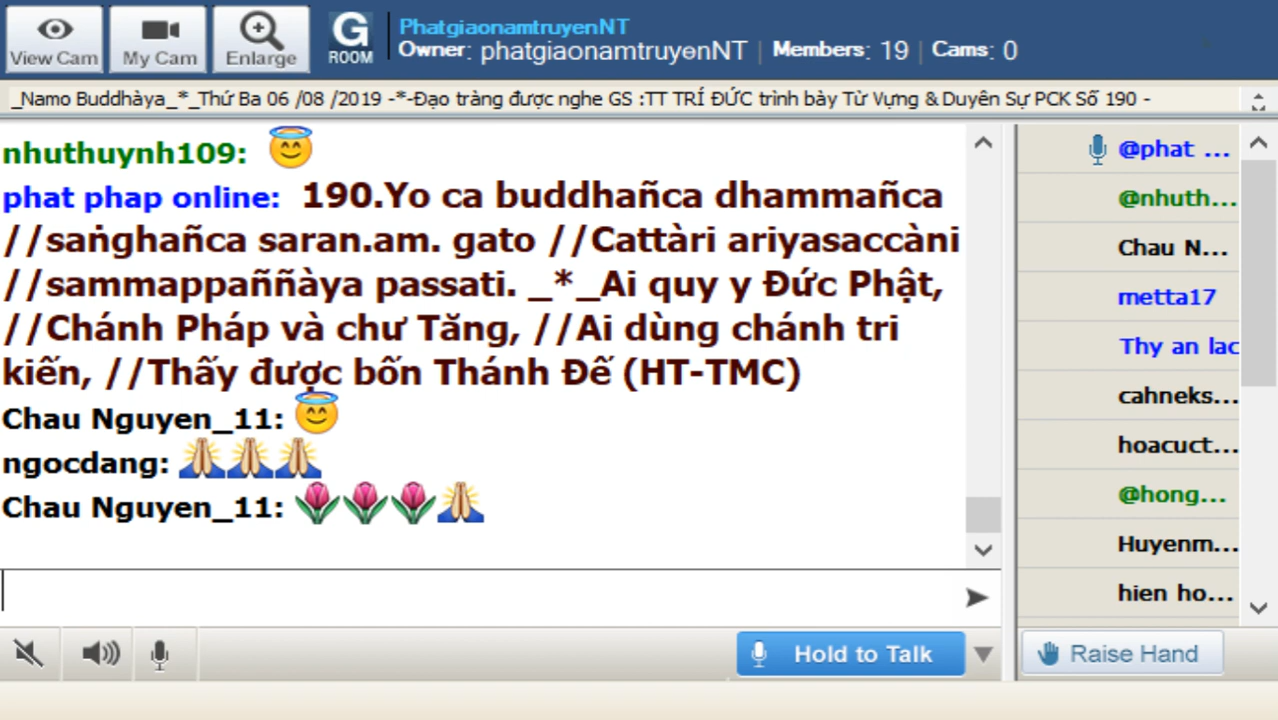 View Cam
My Cam
Enlarge
G
ROOM
PhatgiaonamtruyenNT
Owner: phatgiaonamtruyenNT | Members: 19 | Cams: 0
_Namo Buddhàya_*_Thứ Ba 06 /08 /2019 -*-Đạo tràng được nghe GS :TT TRÍ ĐỨC trình bày Từ Vựng & Duyên Sự PCK Số 190 -
nhuthuynh109: 😇
phat phap online: 190.Yo ca buddhañca dhammañca
//saṅghañca saran.am. gato //Cattàri ariyasaccàni
//sammappaññàya passati. _*_Ai quy y Đức Phật,
//Chánh Pháp và chư Tăng, //Ai dùng chánh tri
kiến, //Thấy được bốn Thánh Đế (HT-TMC)
Chau Nguyen_11: 😇
ngocdang: 🙏🙏🙏
Chau Nguyen_11: 🌷🌷🌷🙏
@phat ...
@nhuth...
Chau N...
metta17
Thy an lac
cahneks...
hoacuct...
@hong...
Huyenm...
hien ho...
Hold to Talk
Raise Hand